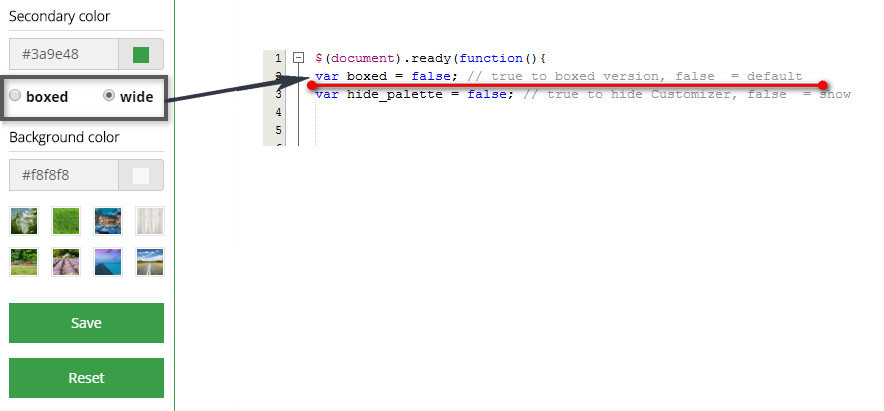 Secondary color
#3a9e48
boxed wide
Background color
#f8f8f8
Save
Reset
1 $(document).ready(function(){
2 var boxed = false; // true to boxed version, false = default
3 var hide_palette = false; // true to hide Customizer, false = show
4
5